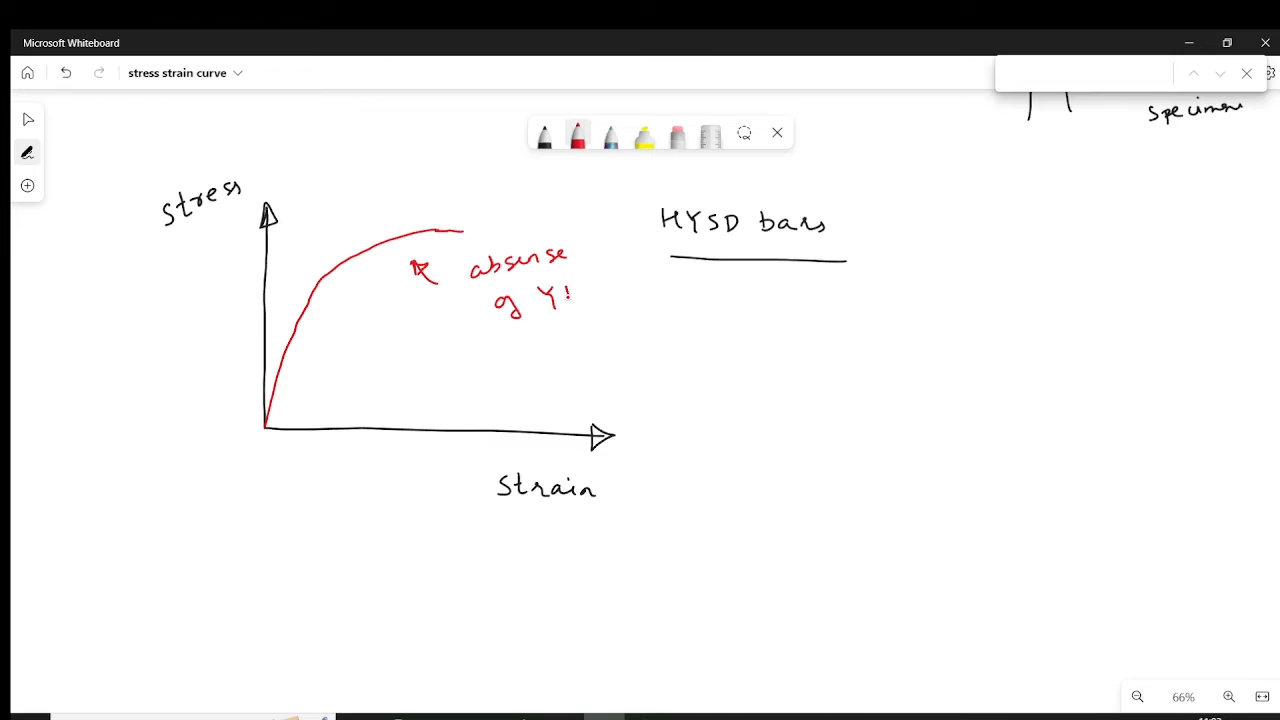 Microsoft Whiteboard
stress strain curve
specimen
Stress
HYSD bars
absense
of Y
Strain
66%